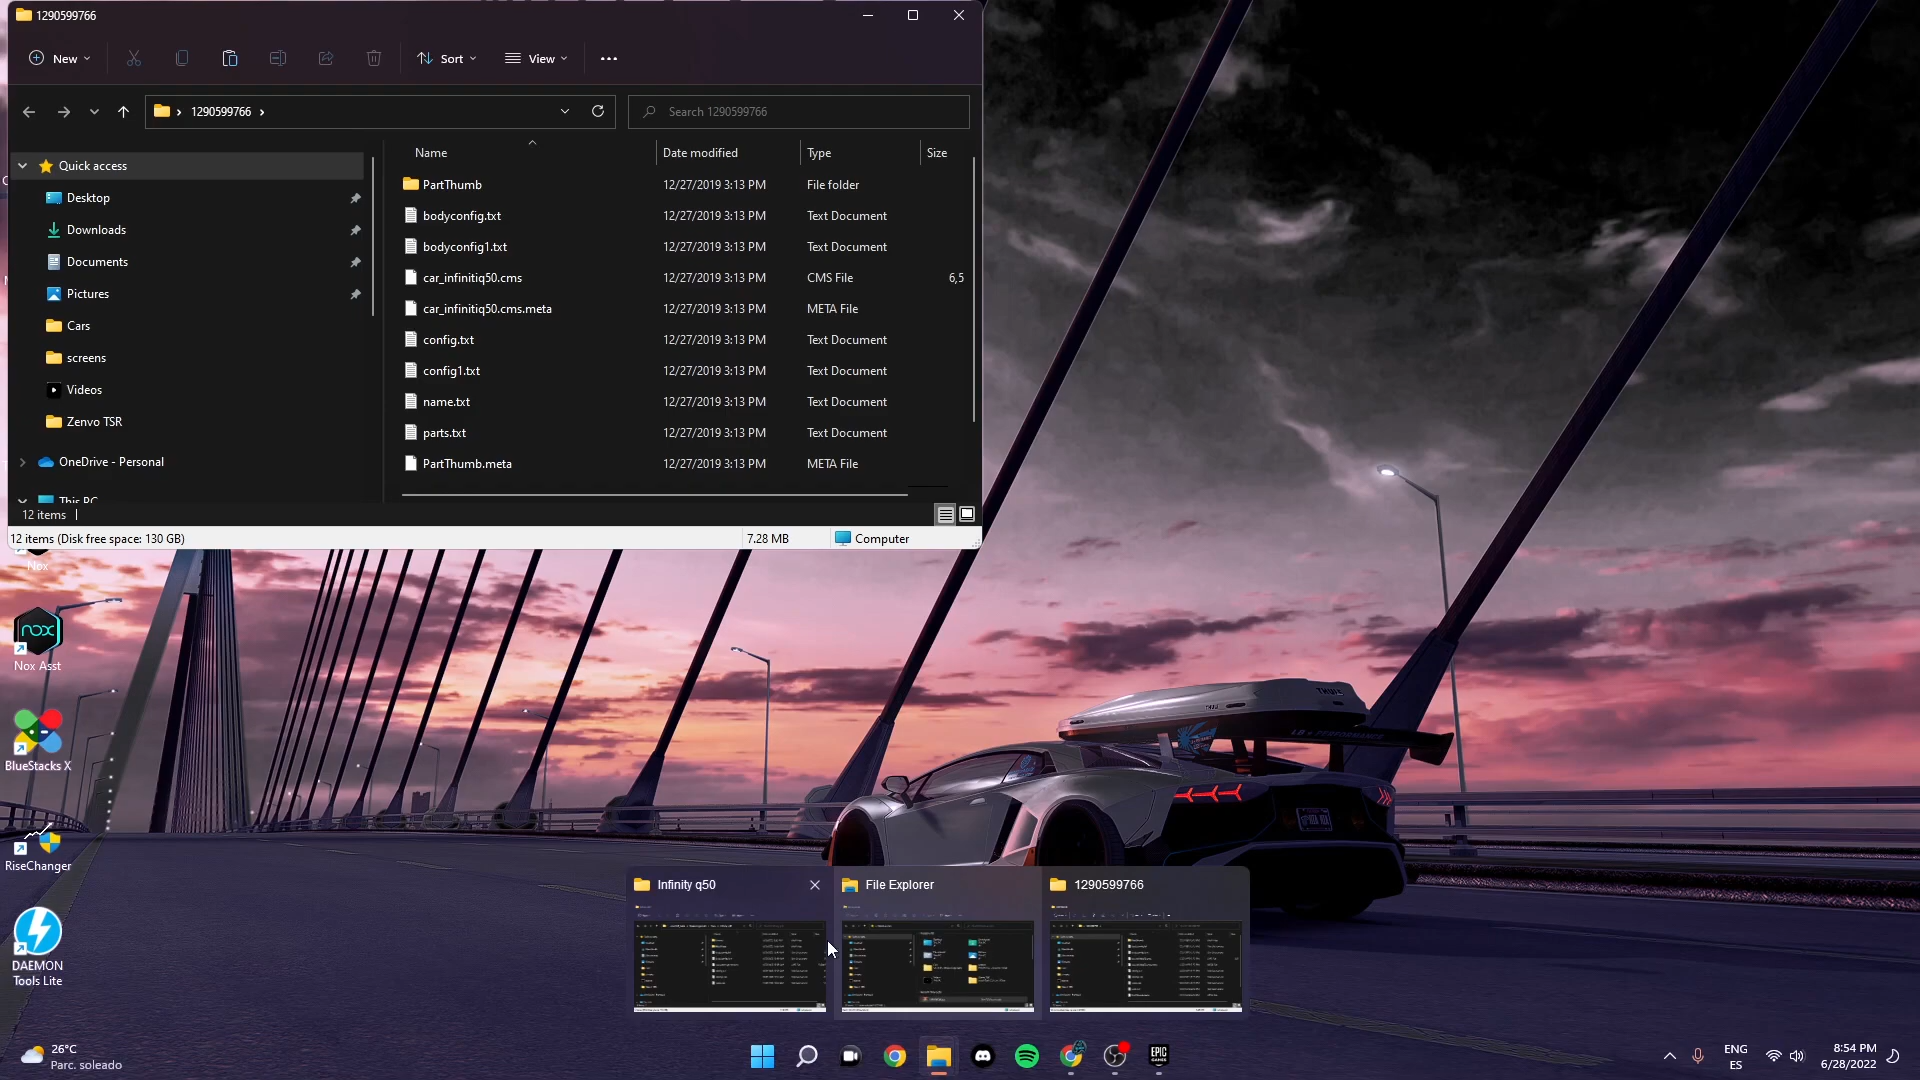 1290599766
New
Sort
View
1290599766
Search 1290599766
Name
Date modified
Type
Size
Quick access
Desktop
Downloads
Documents
Pictures
Cars
screens
Videos
Zenvo TSR
OneDrive - Personal
This PC
PartThumb 12/27/2019 3:13 PM File folder
bodyconfig.txt 12/27/2019 3:13 PM Text Document
bodyconfig1.txt 12/27/2019 3:13 PM Text Document
car_infinitiq50.cms 12/27/2019 3:13 PM CMS File 6,5
car_infinitiq50.cms.meta 12/27/2019 3:13 PM META File
config.txt 12/27/2019 3:13 PM Text Document
config1.txt 12/27/2019 3:13 PM Text Document
name.txt 12/27/2019 3:13 PM Text Document
parts.txt 12/27/2019 3:13 PM Text Document
PartThumb.meta 12/27/2019 3:13 PM META File
12 items
12 items (Disk free space: 130 GB)
7.28 MB
Computer
Nox
nox
Nox Asst
BlueStacks X
RiseChanger
DAEMON
Tools Lite
THULE
Infinity q50
File Explorer
1290599766
26°C
Parc. soleado
EPIC
GAMES
ENG
ES
8:54 PM
6/28/2022